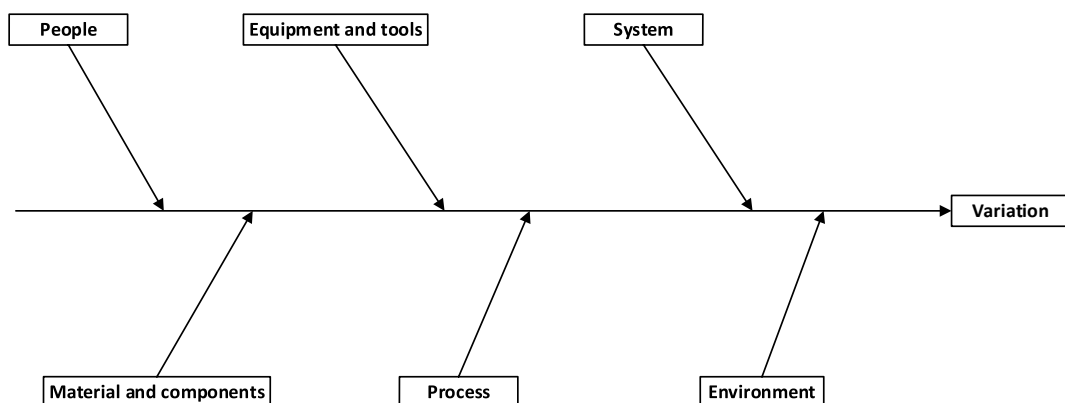 People
Equipment and tools
System
Variation
Material and components
Process
Environment